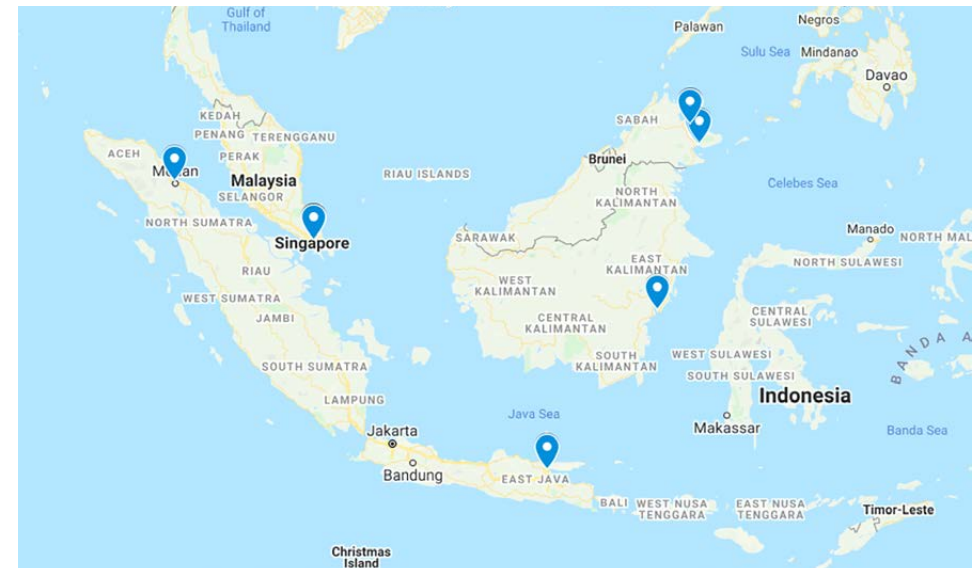 Gulf of
Thailand
Palawan
Negros
Sulu Sea
Mindanao
Davao
KEDAH
PENANG
TERENGGANU
ACEH
PERAK
Malaysia
SELANGOR
SABAH
Brunei
RIAU ISLANDS
Celebes Sea
NORTH
KALIMANTAN
NORTH SUMATRA
Singapore
SARAWAK
Manado
NORTH MAL
NORTH SULAWESI
RIAU
EAST
KALIMANTAN
WEST
KALIMANTAN
WEST SUMATRA
JAMBI
CENTRAL
KALIMANTAN
CENTRAL
SULAWESI
BANDA A
SOUTH SUMATRA
SOUTH
KALIMANTAN
WEST SULAWESI
SOUTH SULAWESI
Indonesia
LAMPUNG
Java Sea
Makassar
Banda Sea
Jakarta
Bandung
EAST JAVA
BALI
WEST NUSA
TENGGARA
EAST NUSA
TENGGARA
Timor-Leste
Christmas
Island